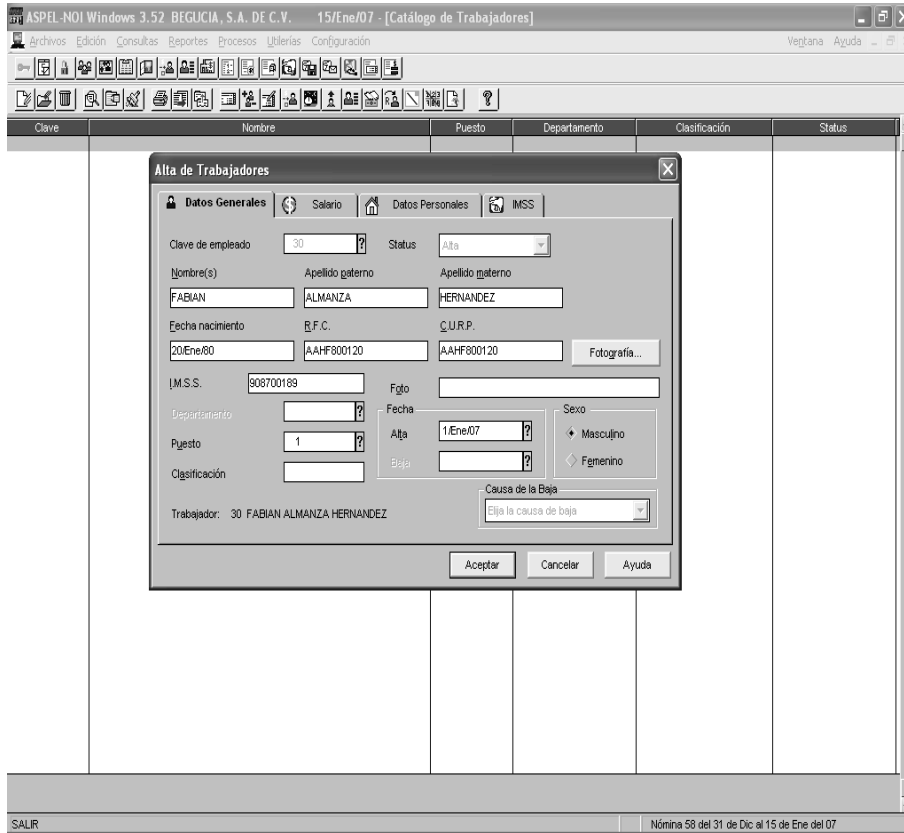 ASPEL-NOI Windows 3.52 BEGUCIA, S.A. DE C.V. 15/Ene/07 - [Catálogo de Trabajadores]
Archivos Edición Consultas Reportes Procesos Utilerías Configuración Ventana Ayuda
Clave Nombre Puesto Departamento Clasificación Status
Alta de Trabajadores
Datos Generales Salario Datos Personales IMSS
Clave de empleado 30 ? Status Alta
Nombre(s) Apellido paterno Apellido materno
FABIAN ALMANZA HERNANDEZ
Fecha nacimiento R.F.C. C.U.R.P.
20/Ene/80 AAHF800120 AAHF800120 Fotografía...
I.M.S.S. 908700189 Foto
Departamento ? Fecha Sexo
Puesto 1 ? Alta 1/Ene/07 ? Masculino
Baja ? Femenino
Clasificación
Causa de la Baja
Trabajador: 30 FABIAN ALMANZA HERNANDEZ Elija la causa de baja
Aceptar Cancelar Ayuda
SALIR Nómina 58 del 31 de Dic al 15 de Ene del 07